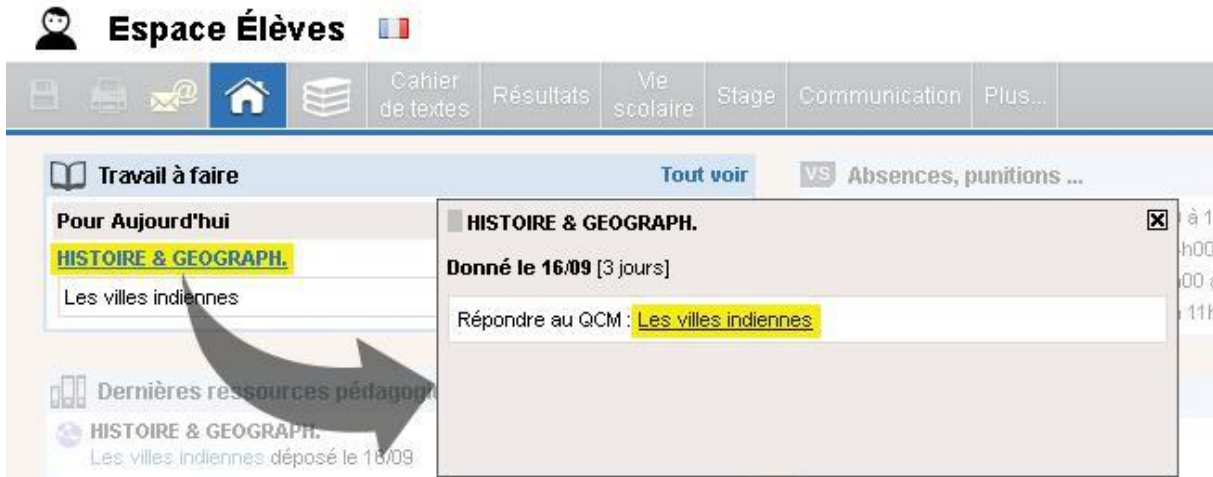 Espace Élèves
Cahier de textes
Résultats
Vie scolaire
Stage
Communication
Plus...
Travail à faire
Tout voir
VS Absences, punitions ...
Pour Aujourd'hui
HISTOIRE & GEOGRAPH.
Les villes indiennes
HISTOIRE & GEOGRAPH.
Donné le 16/09 [3 jours]
Répondre au QCM : Les villes indiennes
Dernières ressources
HISTOIRE & GEOGRAPH.
Les villes indiennes déposé le 16/09